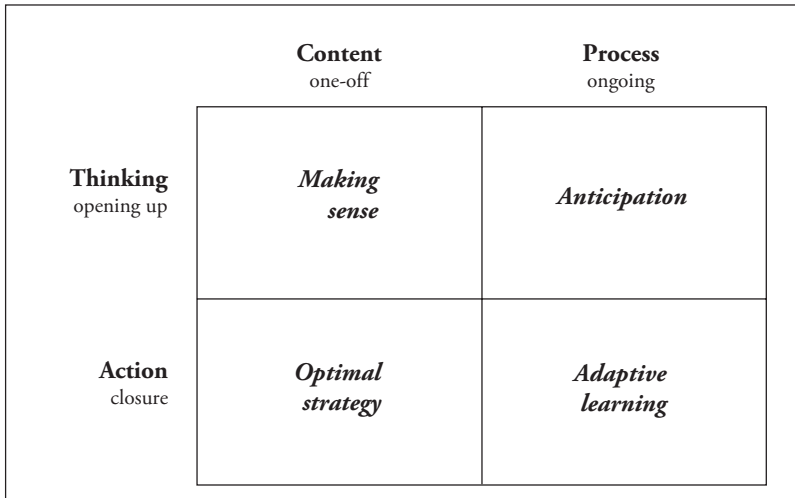 Content
one-off
Process
ongoing
Thinking
opening up
Making
sense
Anticipation
Action
closure
Optimal
strategy
Adaptive
learning